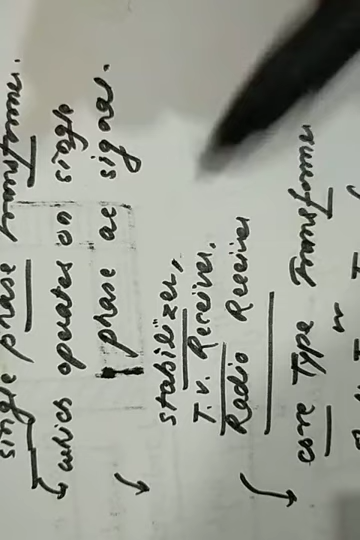 single phase Transformer.
↳ which operates on single
phase ac signal.
↳ stabilizer,
T.V. Receiver.
Radio Receiver
↳ core Type Transformer